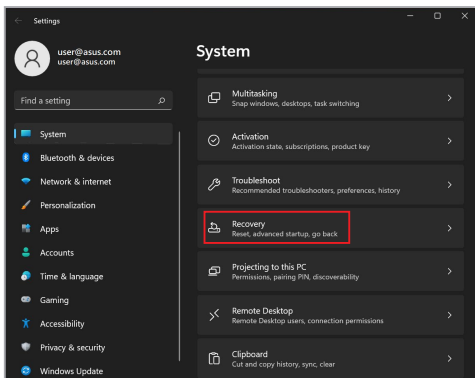 Settings
user@asus.com
user@asus.com
Find a setting
System
Bluetooth & devices
Network & internet
Personalization
Apps
Accounts
Time & language
Gaming
Accessibility
Privacy & security
Windows Update
System
Multitasking
Snap windows, desktops, task switching
Activation
Activation state, subscriptions, product key
Troubleshoot
Recommended troubleshooters, preferences, history
Recovery
Reset, advanced startup, go back
Projecting to this PC
Permissions, pairing PIN, discoverability
Remote Desktop
Remote Desktop users, connection permissions
Clipboard
Cut and copy history, sync, clear